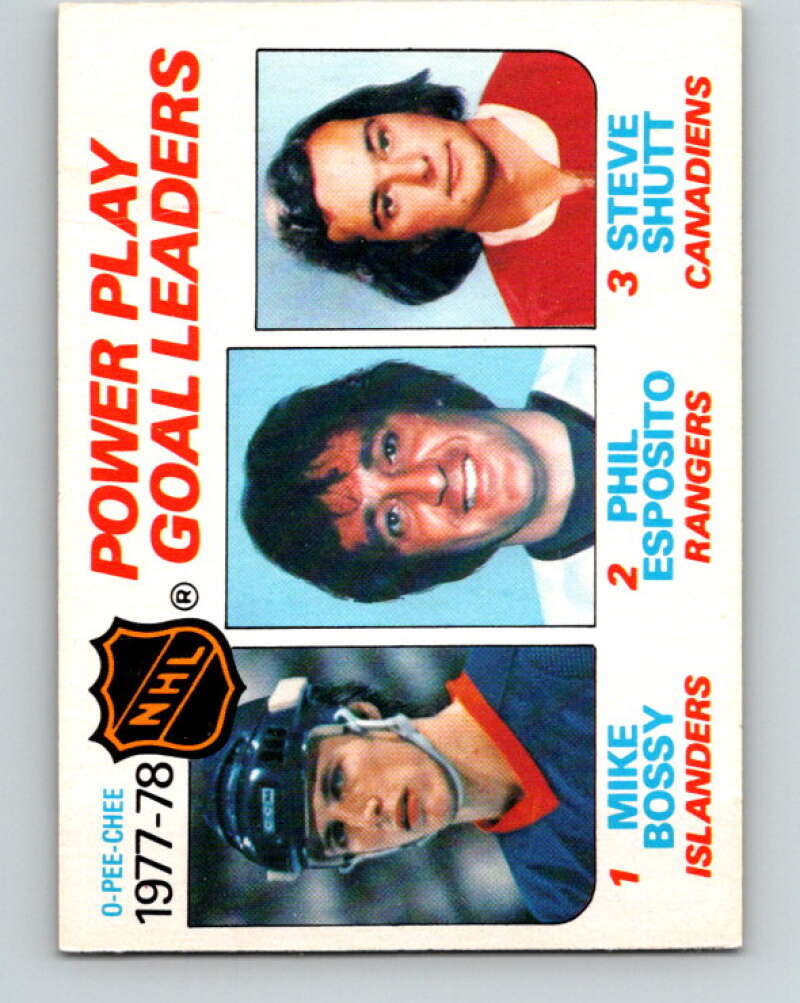 O-PEE-CHEE
1977-78
NHL
®
POWER PLAY
GOAL LEADERS
CCM
1 MIKE
BOSSY
ISLANDERS
2 PHIL
ESPOSITO
RANGERS
3 STEVE
SHUTT
CANADIENS